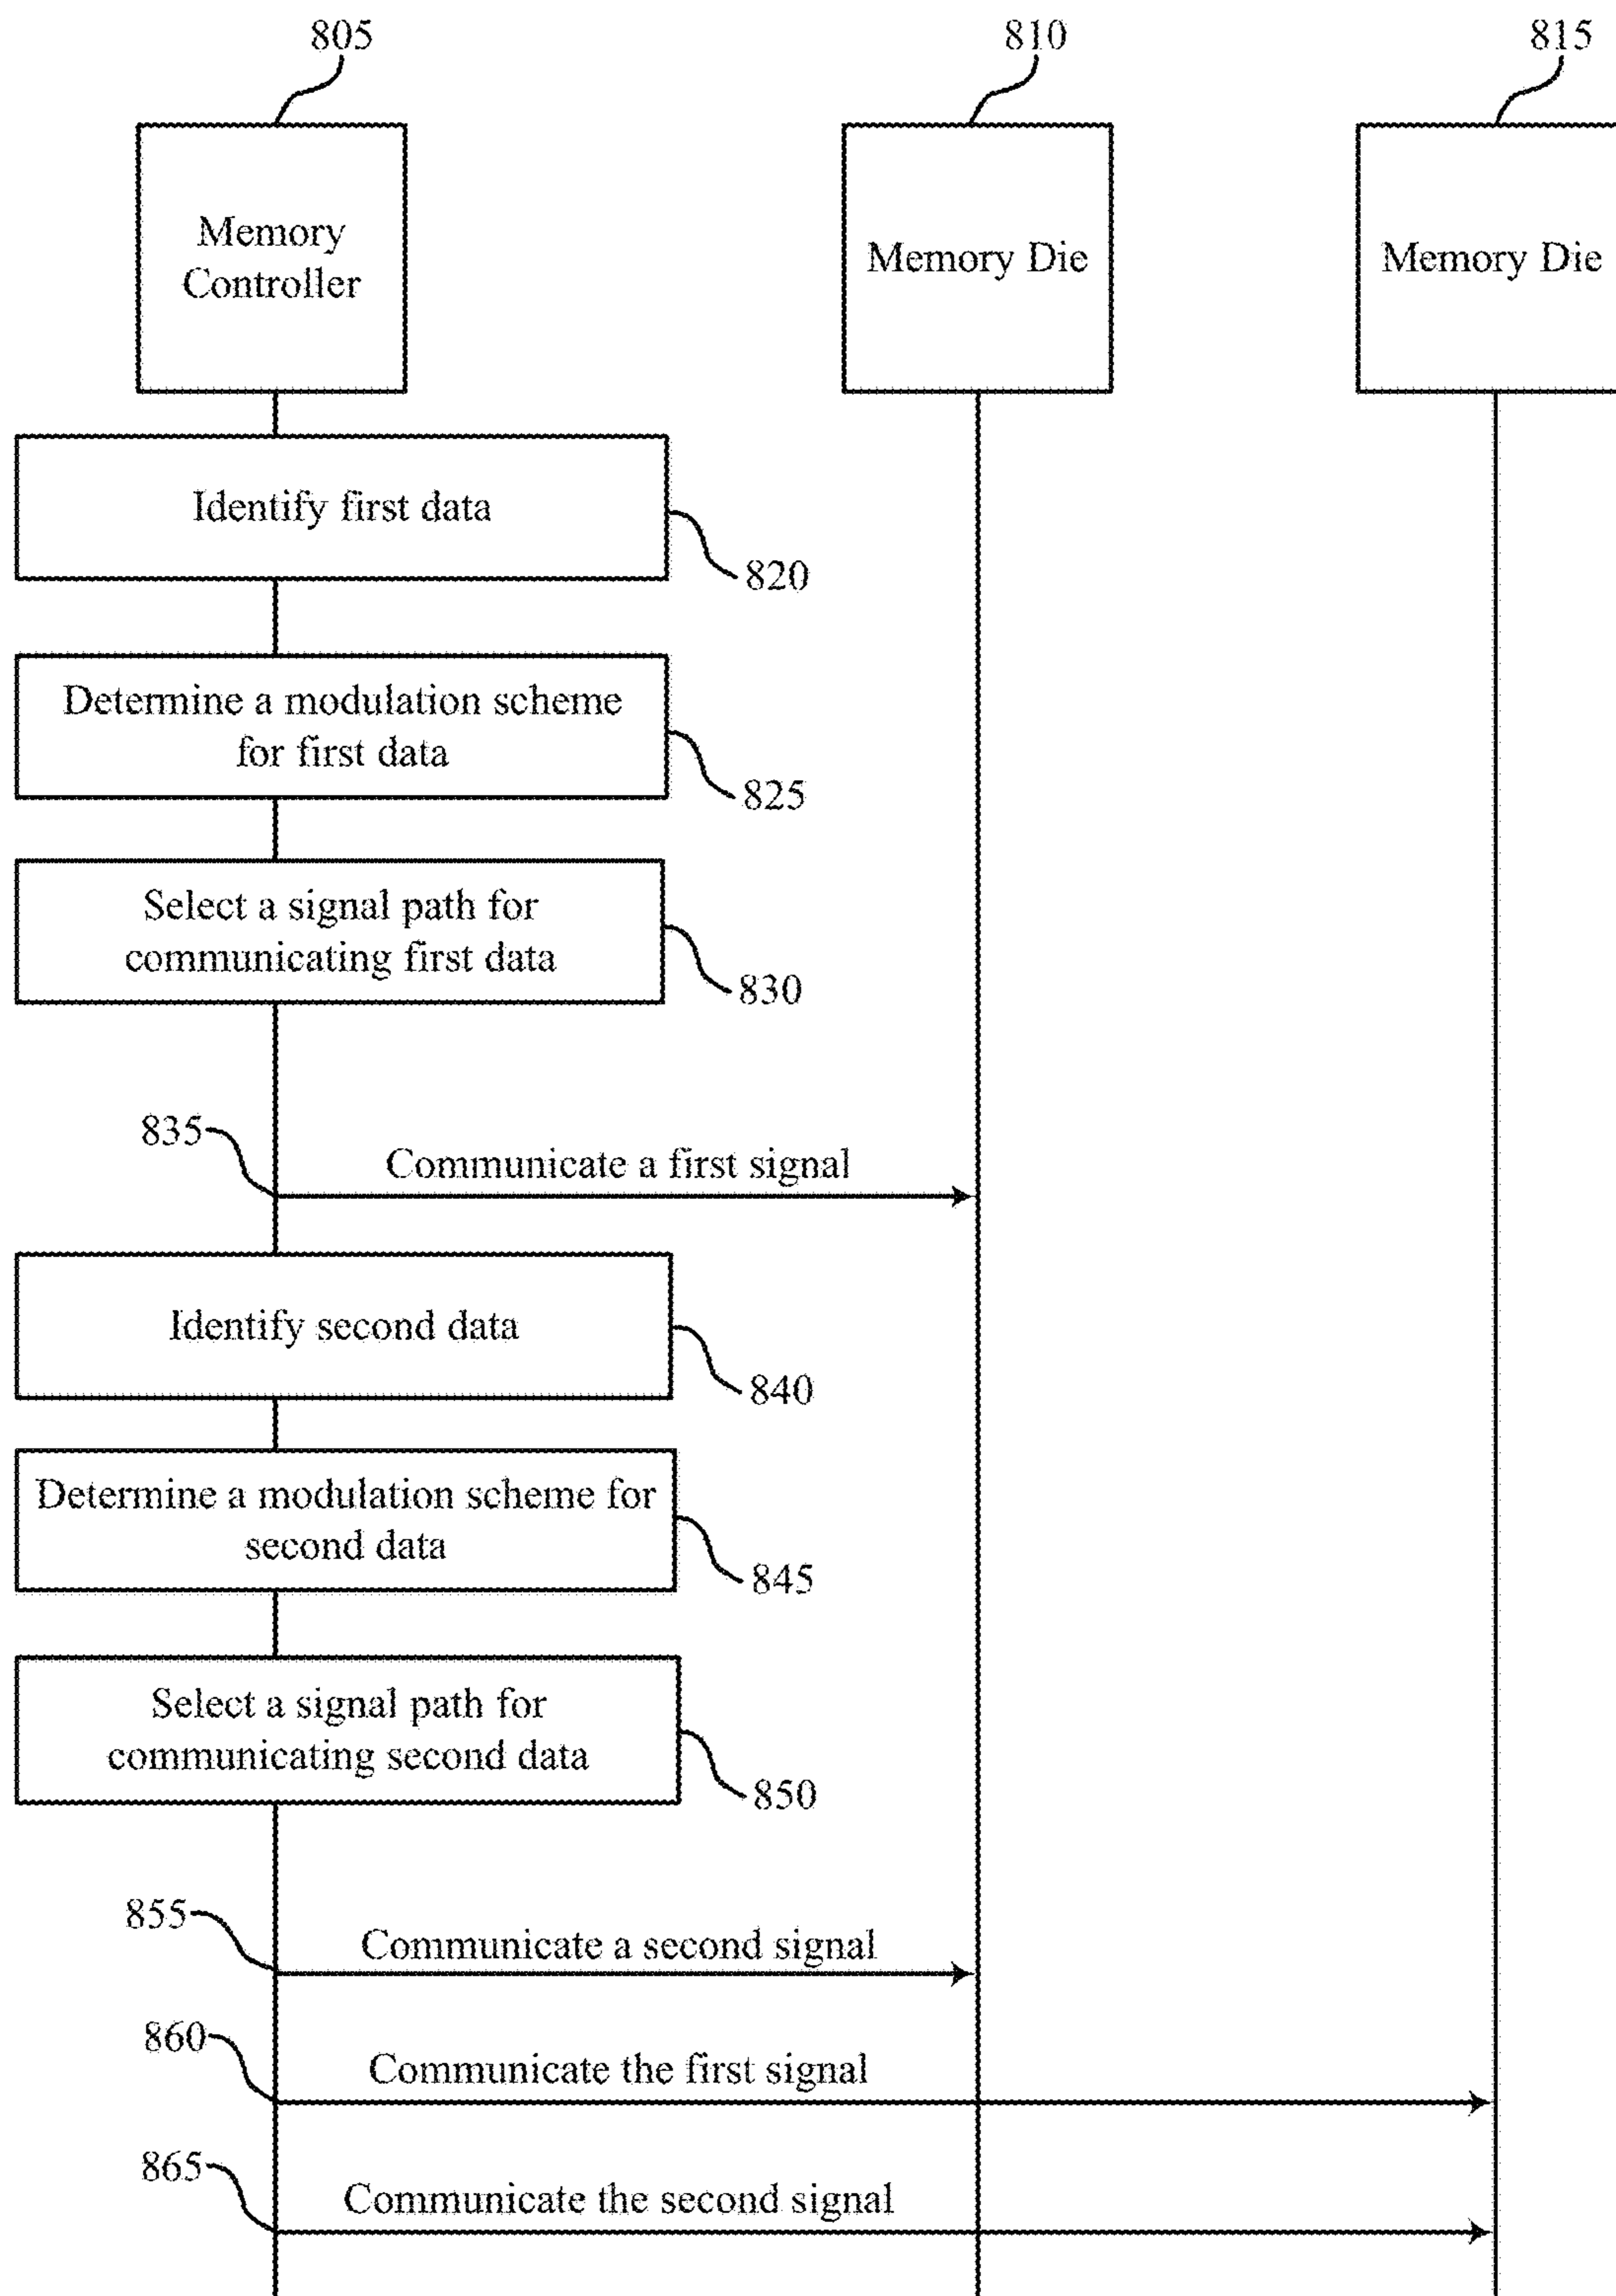 805
810
815
Memory
Controller
Memory Die
Memory Die
Identify first data
820
Determine a modulation scheme
for first data
825
Select a signal path for
communicating first data
830
835
Communicate a first signal
Identify second data
840
Determine a modulation scheme for
second data
845
Select a signal path for
communicating second data
850
855
Communicate a second signal
860
Communicate the first signal
865
Communicate the second signal